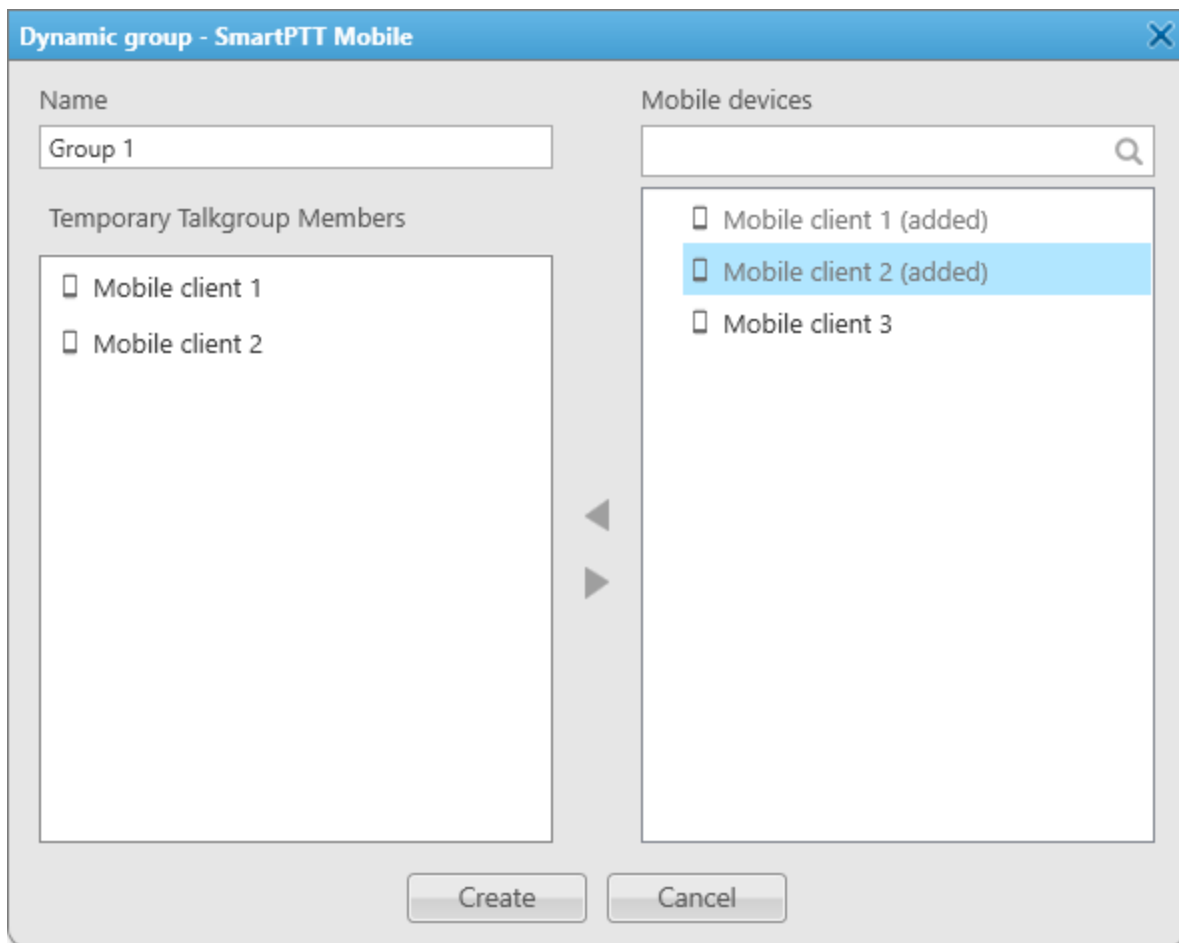 Dynamic group - SmartPTT Mobile
Name
Group 1
Temporary Talkgroup Members
Mobile client 1
Mobile client 2
Mobile devices
Mobile client 1 (added)
Mobile client 2 (added)
Mobile client 3
Create
Cancel